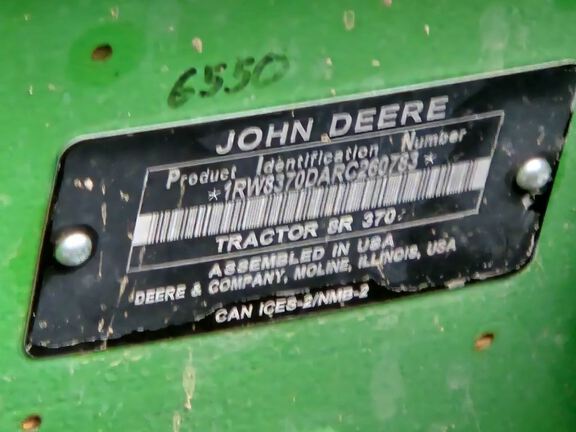 6550
JOHN DEERE
Product Identification Number
*1RW8370DARC260783*
TRACTOR 8R 370
ASSEMBLED IN USA
DEERE & COMPANY, MOLINE, ILLINOIS, USA
CAN ICES-2/NMB-2